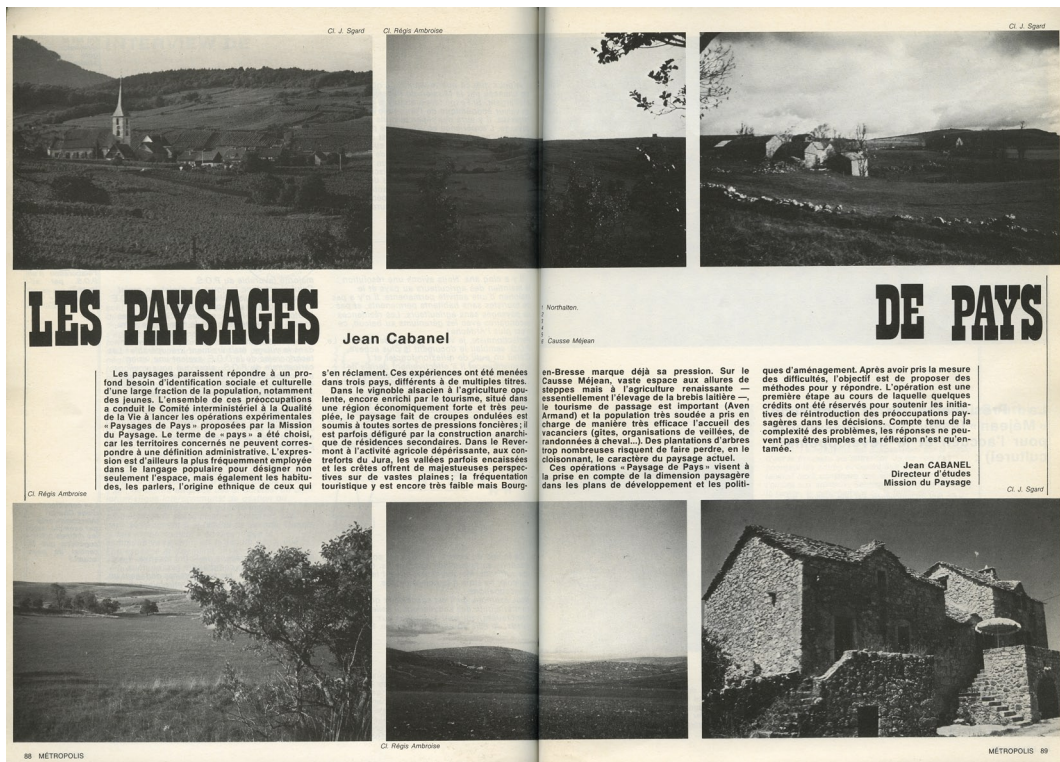 Cl. J. Sgard
Cl. Régis Ambroise
Cl. J. Sgard
LES PAYSAGES
DE PAYS
Jean Cabanel
1 Northalten.
2
3
4
5
6 Causse Méjean
Les paysages paraissent répondre à un pro-
fond besoin d'identification sociale et culturelle
d'une large fraction de la population, notamment
des jeunes. L'ensemble de ces préoccupations
a conduit le Comité interministériel à la Qualité
de la Vie à lancer les opérations expérimentales
« Paysages de Pays » proposées par la Mission
du Paysage. Le terme de « pays » a été choisi,
car les territoires concernés ne peuvent corres-
pondre à une définition administrative. L'expres-
sion est d'ailleurs la plus fréquemment employée
dans le langage populaire pour désigner non
seulement l'espace, mais également les habitu-
des, les parlers, l'origine ethnique de ceux qui
s'en réclament. Ces expériences ont été menées
dans trois pays, différents à de multiples titres.
Dans le vignoble alsacien à l'agriculture opu-
lente, encore enrichi par le tourisme, situé dans
une région économiquement forte et très peu-
plée, le paysage fait de croupes ondulées est
soumis à toutes sortes de pressions foncières ; il
est parfois défiguré par la construction anarchi-
que de résidences secondaires. Dans le Rever-
mont à l'activité agricole dépérissante, aux con-
treforts du Jura, les vallées parfois encaissées
et les crêtes offrent de majestueuses perspec-
tives sur de vastes plaines ; la fréquentation
touristique y est encore très faible mais Bourg-
en-Bresse marque déjà sa pression. Sur le
Causse Méjean, vaste espace aux allures de
steppes mais à l'agriculture renaissante —
essentiellement l'élevage de la brebis laitière —,
le tourisme de passage est important (Aven
Armand) et la population très soudée a pris en
charge de manière très efficace l'accueil des
vacanciers (gîtes, organisations de veillées, de
randonnées à cheval...). Des plantations d'arbres
trop nombreuses risquent de faire perdre, en le
cloisonnant, le caractère du paysage actuel.
Ces opérations « Paysage de Pays » visent à
la prise en compte de la dimension paysagère
dans les plans de développement et les politi-
ques d'aménagement. Après avoir pris la mesure
des difficultés, l'objectif est de proposer des
méthodes pour y répondre. L'opération est une
première étape au cours de laquelle quelques
crédits ont été réservés pour soutenir les initia-
tives de réintroduction des préoccupations pay-
sagères dans les décisions. Compte tenu de la
complexité des problèmes, les réponses ne peu-
vent pas être simples et la réflexion n'est qu'en-
tamée.
Jean CABANEL
Directeur d'études
Mission du Paysage
Cl. Régis Ambroise
Cl. J. Sgard
Cl. Régis Ambroise
88 MÉTROPOLIS
MÉTROPOLIS 89